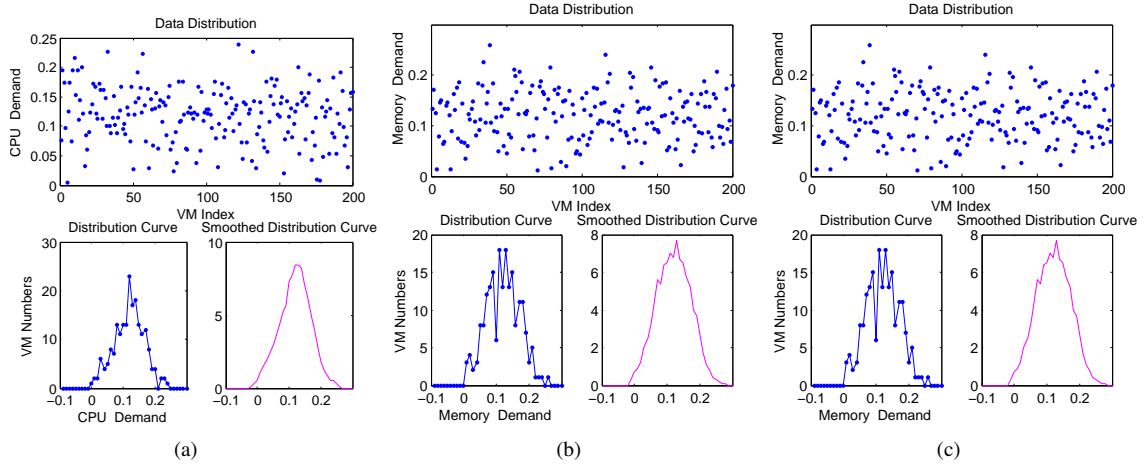 Data Distribution
CPU Demand
0.25
0.2
0.15
0.1
0.05
0
0 50 100 150 200
VM Index
Distribution Curve
VM Numbers
30
20
10
0
−0.1 0 0.1 0.2
CPU Demand
Smoothed Distribution Curve
10
5
0
−0.1 0 0.1 0.2
(a)
Data Distribution
Memory Demand
0.2
0.1
0
0 50 100 150 200
VM Index
Distribution Curve
VM Numbers
20
15
10
5
0
−0.1 0 0.1 0.2
Memory Demand
Smoothed Distribution Curve
8
6
4
2
0
−0.1 0 0.1 0.2
(b)
Data Distribution
Memory Demand
0.2
0.1
0
0 50 100 150 200
VM Index
Distribution Curve
VM Numbers
20
15
10
5
0
−0.1 0 0.1 0.2
Memory Demand
Smoothed Distribution Curve
8
6
4
2
0
−0.1 0 0.1 0.2
(c)